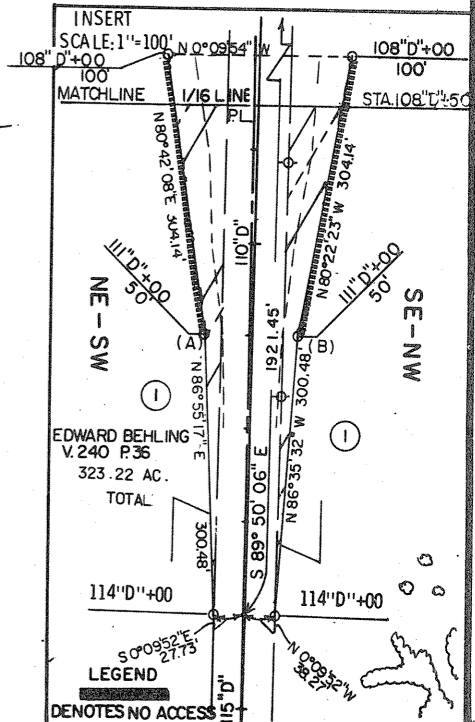 INSERT
SCALE: 1"=100'
N 0°09'54" W
108"D"+00
100'
108"D"+00
100'
MATCHLINE
1/16 LINE
STA.108"D"+50
P.L.
N 80°42'08"E 304.14'
N 80°22'23" W 304.14'
110"D"
111"D"+00
50'
111"D"+00
50'
NE-SW
SE-NW
(A)
(B)
1921.45'
N 86°55'17" E
300.48'
N 86°35'32" W 300.48'
1
1
EDWARD BEHLING
V. 240 P.36
323.22 AC.
TOTAL
S 89° 50' 06" E
114"D"+00
114"D"+00
S 0°09'52"E
27.73'
N 0°09'52"W
38.27'
LEGEND
DENOTES NO ACCESS
115"D"